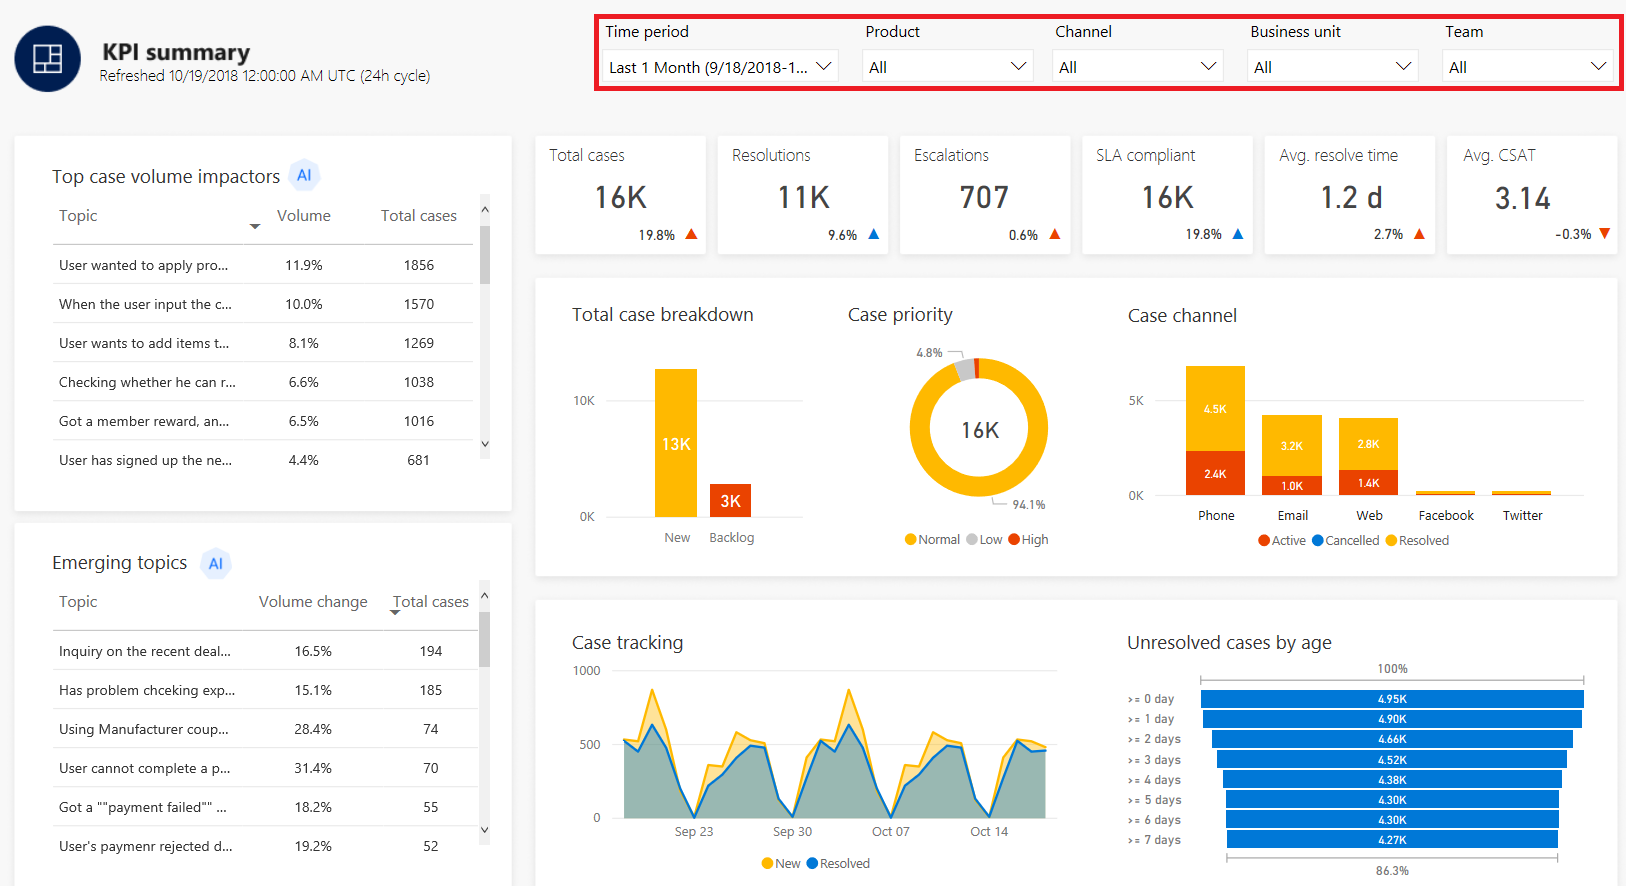 KPI summary
Refreshed 10/19/2018 12:00:00 AM UTC (24h cycle)
Time period Product Channel Business unit Team
Last 1 Month (9/18/2018-1... All All All All
Top case volume impactors AI
Topic Volume Total cases
User wanted to apply pro... 11.9% 1856
When the user input the c... 10.0% 1570
User wants to add items t... 8.1% 1269
Checking whether he can r... 6.6% 1038
Got a member reward, an... 6.5% 1016
User has signed up the ne... 4.4% 681
Emerging topics AI
Topic Volume change Total cases
Inquiry on the recent deal... 16.5% 194
Has problem chceking exp... 15.1% 185
Using Manufacturer coup... 28.4% 74
User cannot complete a p... 31.4% 70
Got a ""payment failed"" ... 18.2% 55
User's paymenr rejected d... 19.2% 52
Total cases Resolutions Escalations SLA compliant Avg. resolve time Avg. CSAT
16K 11K 707 16K 1.2 d 3.14
19.8% 9.6% 0.6% 19.8% 2.7% -0.3%
Total case breakdown
10K
13K
3K
0K
New Backlog
Case priority
4.8%
16K
94.1%
Normal Low High
Case channel
5K
4.5K
3.2K
2.8K
2.4K
1.0K
1.4K
0K
Phone Email Web Facebook Twitter
Active Cancelled Resolved
Case tracking
1000
500
0
Sep 23 Sep 30 Oct 07 Oct 14
New Resolved
Unresolved cases by age
100%
>= 0 day 4.95K
>= 1 day 4.90K
>= 2 days 4.66K
>= 3 days 4.52K
>= 4 days 4.38K
>= 5 days 4.30K
>= 6 days 4.30K
>= 7 days 4.27K
86.3%